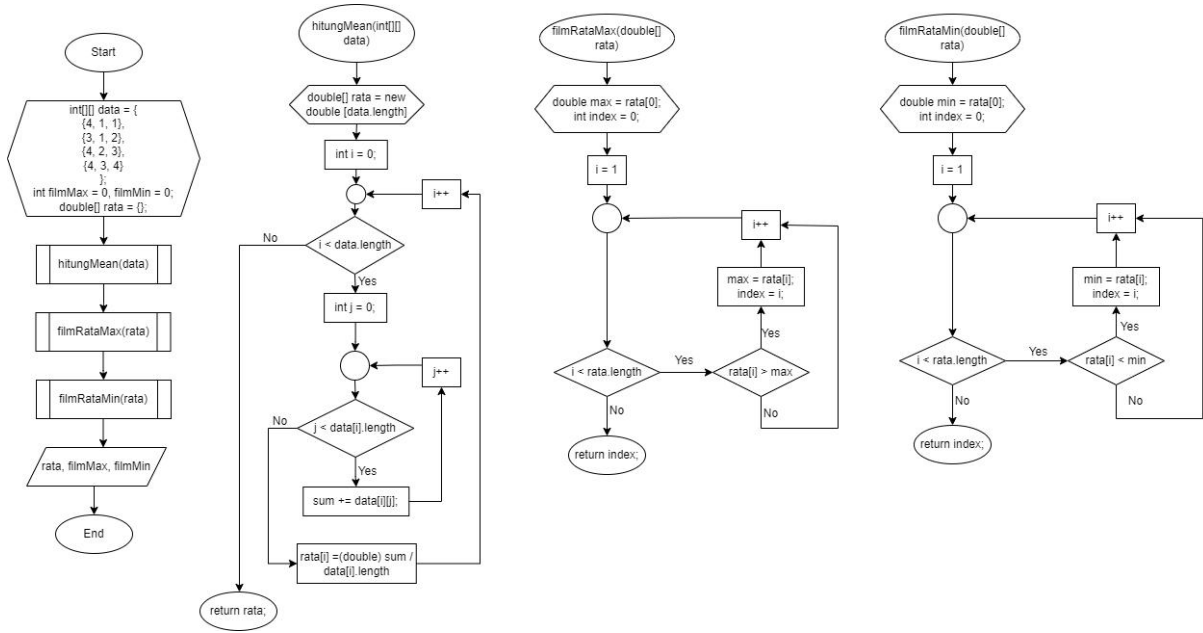 Start
int[][] data = {
{4, 1, 1},
{3, 1, 2},
{4, 2, 3},
{4, 3, 4}
};
int filmMax = 0, filmMin = 0;
double[] rata = {};
hitungMean(data)
filmRataMax(rata)
filmRataMin(rata)
rata, filmMax, filmMin
End
hitungMean(int[][]
data)
double[] rata = new
double [data.length]
int i = 0;
i++
i < data.length
No
Yes
int j = 0;
j++
j < data[i].length
No
Yes
sum += data[i][j];
rata[i] =(double) sum /
data[i].length
return rata;
filmRataMax(double[]
rata)
double max = rata[0];
int index = 0;
i = 1
i++
max = rata[i];
index = i;
Yes
i < rata.length
Yes
rata[i] > max
No
No
return index;
filmRataMin(double[]
rata)
double min = rata[0];
int index = 0;
i = 1
i++
min = rata[i];
index = i;
Yes
i < rata.length
Yes
rata[i] < min
No
No
return index;